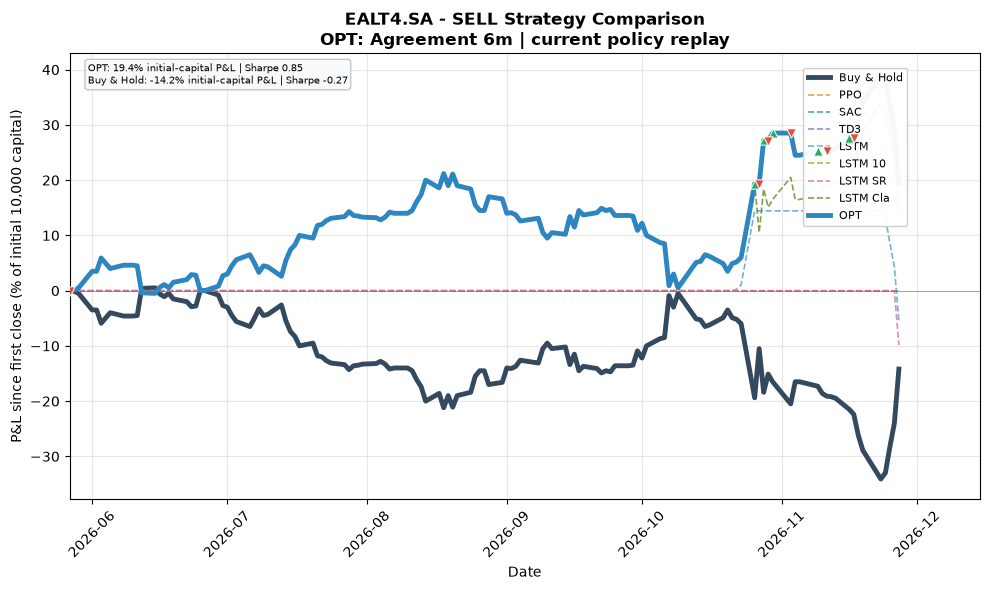 EALT4.SA - SELL Strategy Comparison
OPT: Agreement 6m | current policy replay
OPT: 19.4% initial-capital P&L | Sharpe 0.85
Buy & Hold: -14.2% initial-capital P&L | Sharpe -0.27
Buy & Hold
PPO
SAC
TD3
LSTM
LSTM 10
LSTM SR
LSTM Cla
OPT
P&L since first close (% of initial 10,000 capital)
40
30
20
10
0
−10
−20
−30
2026-06
2026-07
2026-08
2026-09
2026-10
2026-11
2026-12
Date